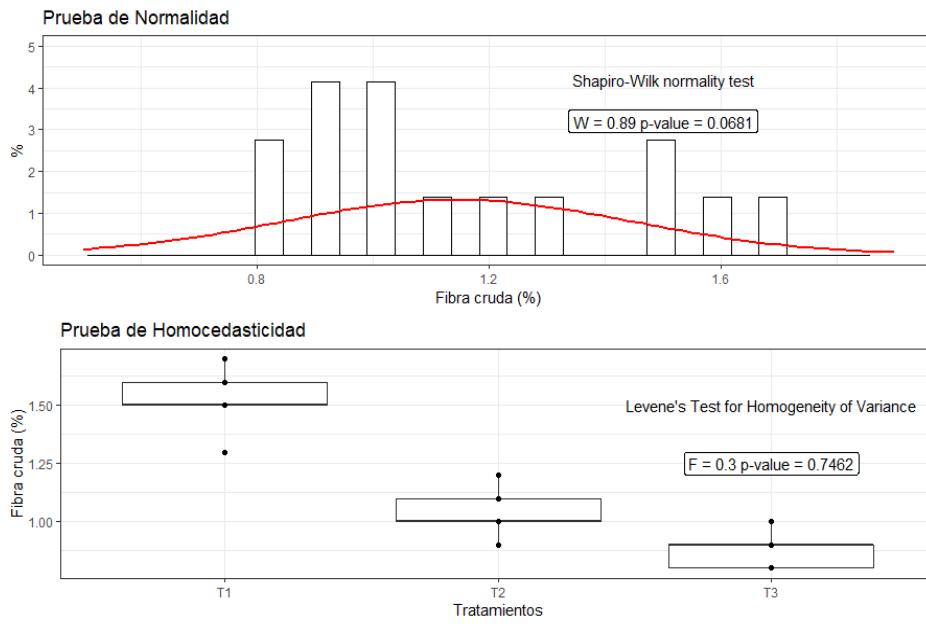 Prueba de Normalidad
5
4
3
2
1
0
%
Shapiro-Wilk normality test
W = 0.89 p-value = 0.0681
0.8
1.2
1.6
Fibra cruda (%)
Prueba de Homocedasticidad
1.50
1.25
1.00
Fibra cruda (%)
Levene's Test for Homogeneity of Variance
F = 0.3 p-value = 0.7462
T1
T2
T3
Tratamientos